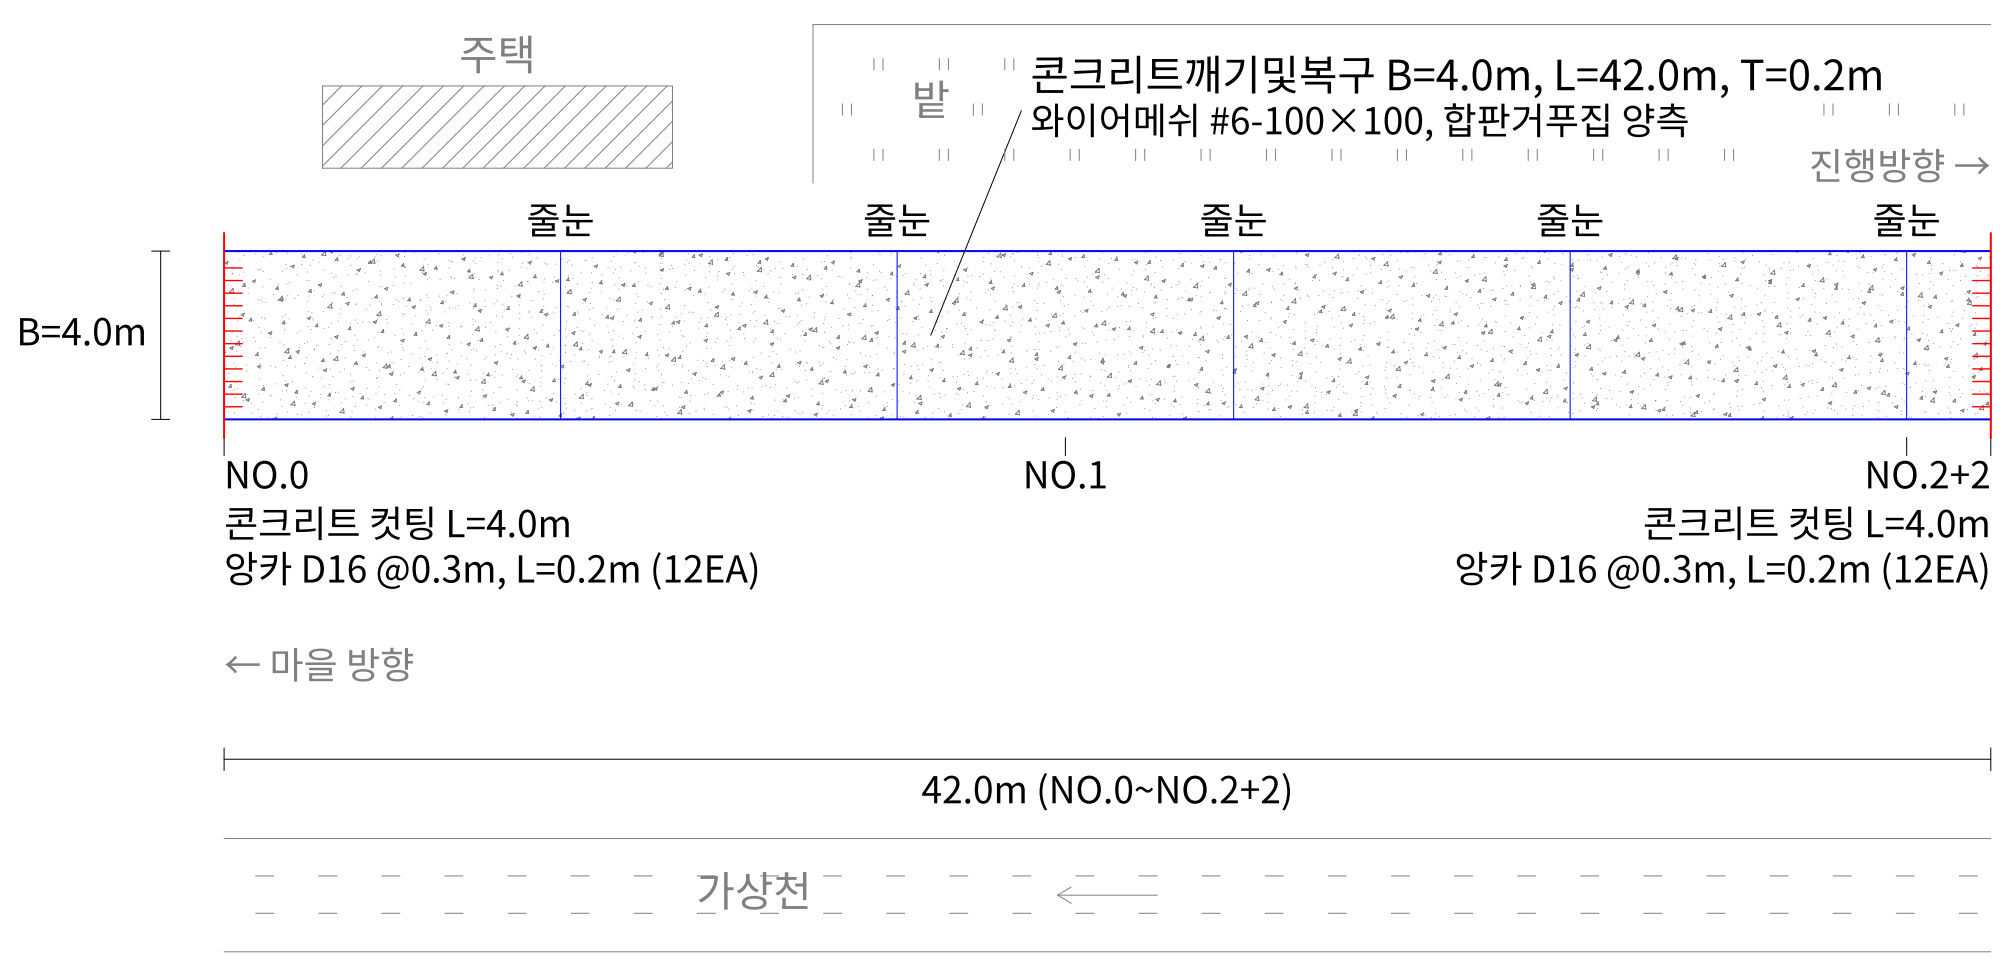 주택
밭
콘크리트깨기및복구 B=4.0m, L=42.0m, T=0.2m
와이어메쉬 #6-100×100, 합판거푸집 양측
진행방향 →
줄눈
줄눈
줄눈
줄눈
줄눈
B=4.0m
NO.0
NO.1
NO.2+2
콘크리트 컷팅 L=4.0m
앙카 D16 @0.3m, L=0.2m (12EA)
콘크리트 컷팅 L=4.0m
앙카 D16 @0.3m, L=0.2m (12EA)
← 마을 방향
42.0m (NO.0~NO.2+2)
가상천